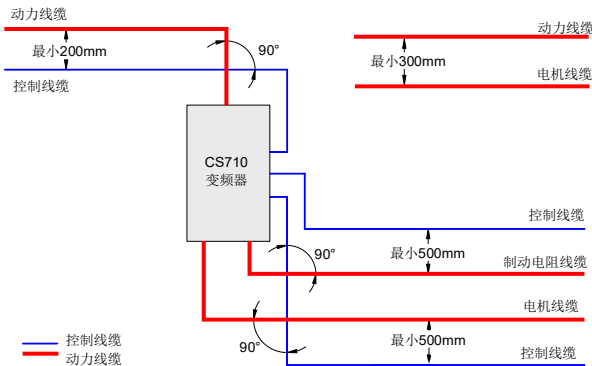 动力线缆
最小200mm
90°
控制线缆
动力线缆
最小300mm
电机线缆
CS710
变频器
控制线缆
最小500mm
90°
制动电阻线缆
电机线缆
90°
最小500mm
控制线缆
控制线缆
动力线缆